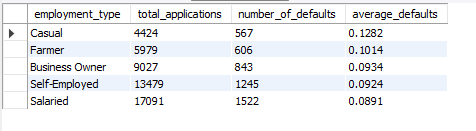 employment_type total_applications number_of_defaults average_defaults
Casual 4424 567 0.1282
Farmer 5979 606 0.1014
Business Owner 9027 843 0.0934
Self-Employed 13479 1245 0.0924
Salaried 17091 1522 0.0891